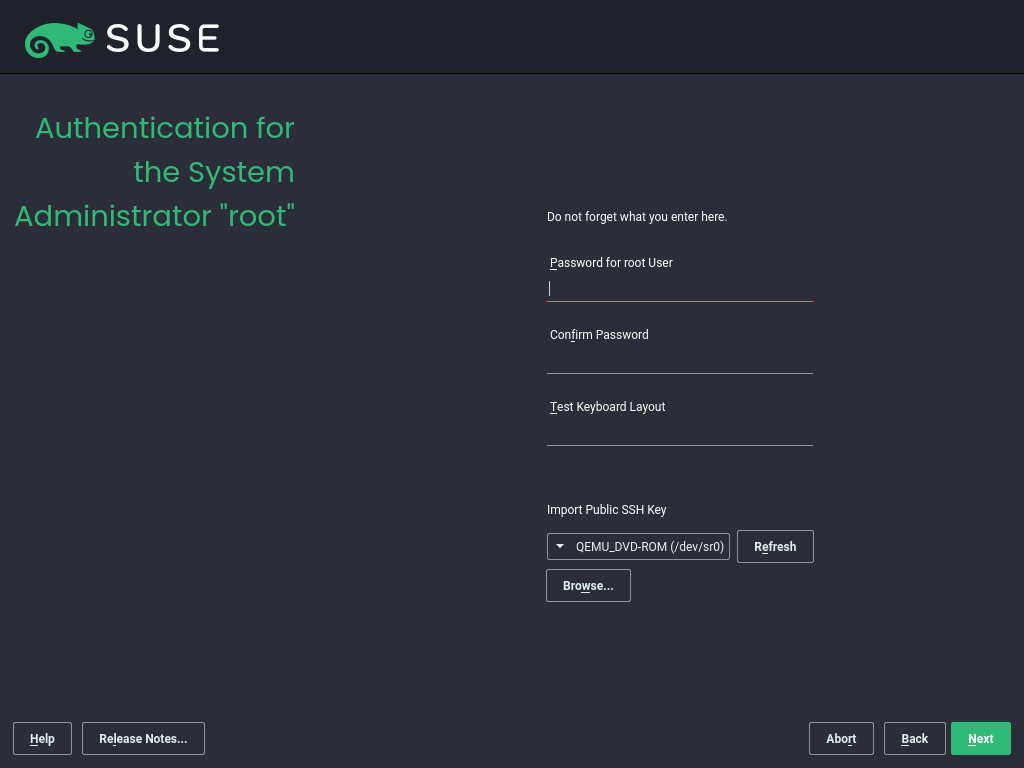 SUSE
Authentication for
the System
Administrator "root"
Do not forget what you enter here.
Password for root User
Confirm Password
Test Keyboard Layout
Import Public SSH Key
QEMU_DVD-ROM (/dev/sr0)
Refresh
Browse...
Help
Release Notes...
Abort
Back
Next